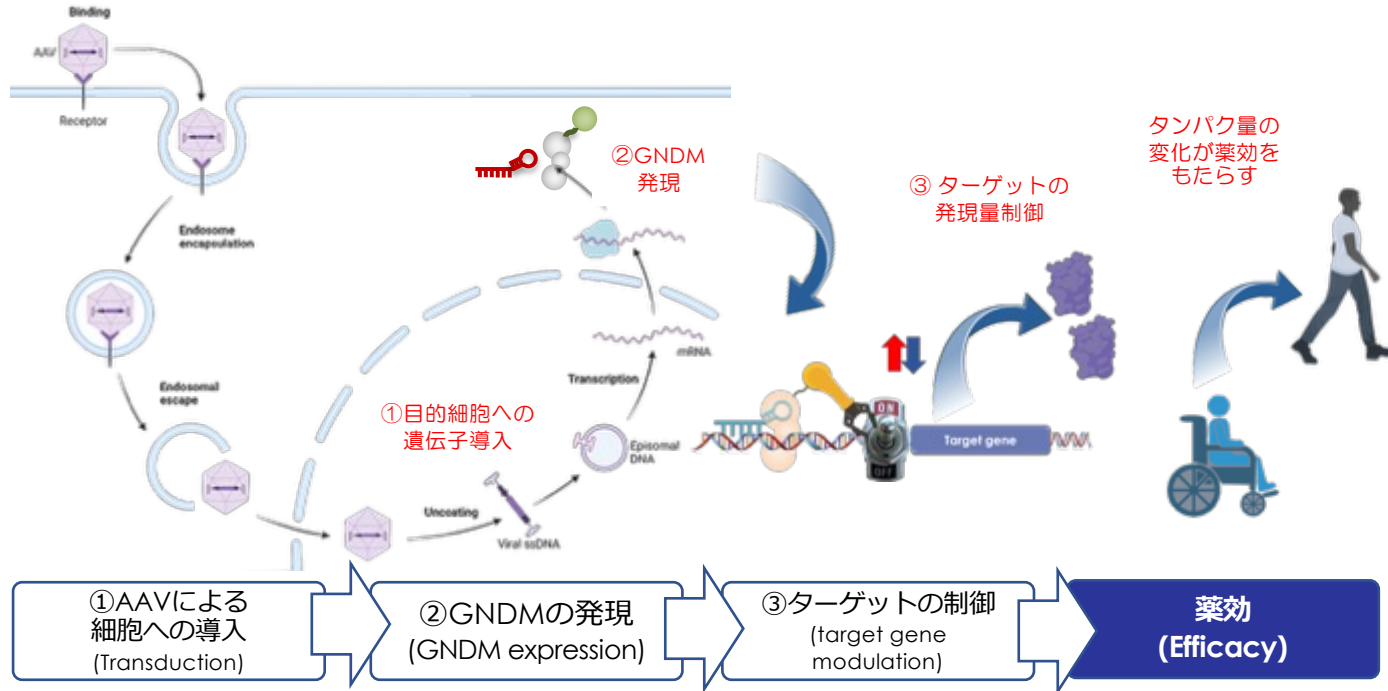 Binding
AAV
Receptor
Endosome
encapsulation
Endosomal
escape
Uncoating
Viral ssDNA
Episomal
DNA
Transcription
mRNA
①目的細胞への
遺伝子導入
②GNDM
発現
③ ターゲットの
発現量制御
ON
OFF
Target gene
タンパク量の
変化が薬効を
もたらす
①AAVによる
細胞への導入
(Transduction)
②GNDMの発現
(GNDM expression)
③ターゲットの制御
(target gene
modulation)
薬効
(Efficacy)